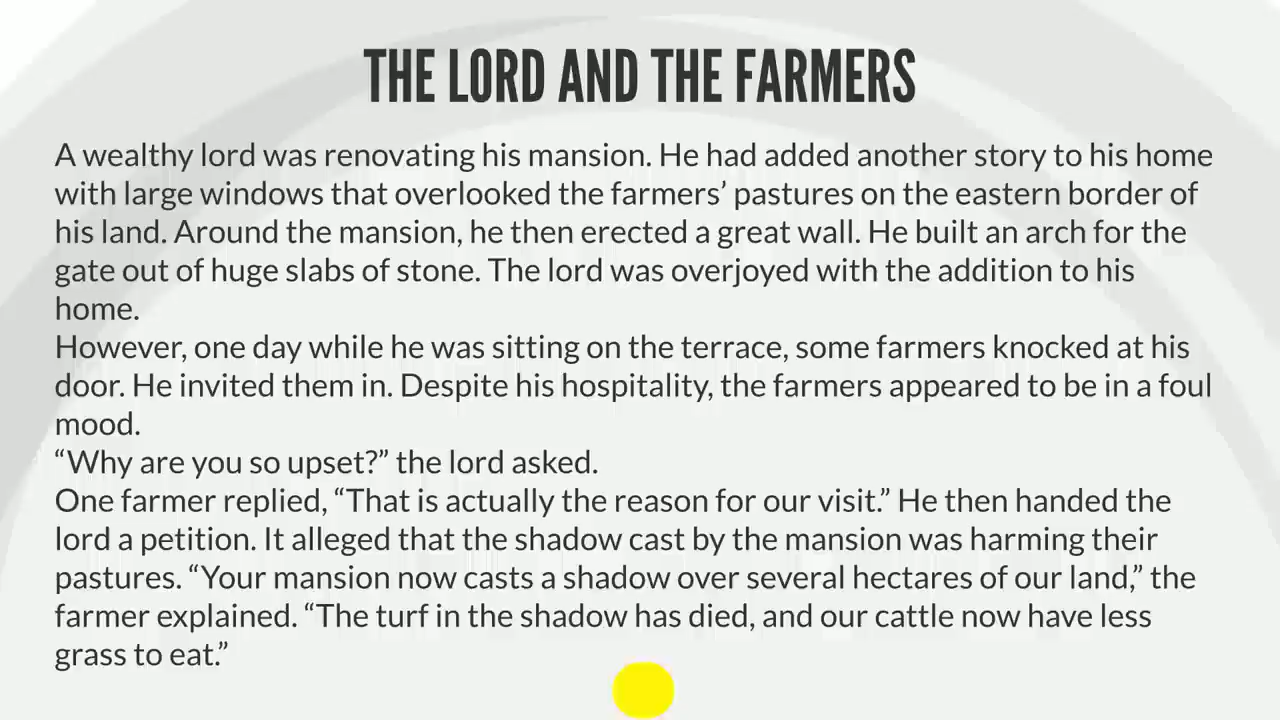 THE LORD AND THE FARMERS
A wealthy lord was renovating his mansion. He had added another story to his home
with large windows that overlooked the farmers’ pastures on the eastern border of
his land. Around the mansion, he then erected a great wall. He built an arch for the
gate out of huge slabs of stone. The lord was overjoyed with the addition to his
home.
However, one day while he was sitting on the terrace, some farmers knocked at his
door. He invited them in. Despite his hospitality, the farmers appeared to be in a foul
mood.
“Why are you so upset?” the lord asked.
One farmer replied, “That is actually the reason for our visit.” He then handed the
lord a petition. It alleged that the shadow cast by the mansion was harming their
pastures. “Your mansion now casts a shadow over several hectares of our land,” the
farmer explained. “The turf in the shadow has died, and our cattle now have less
grass to eat.”